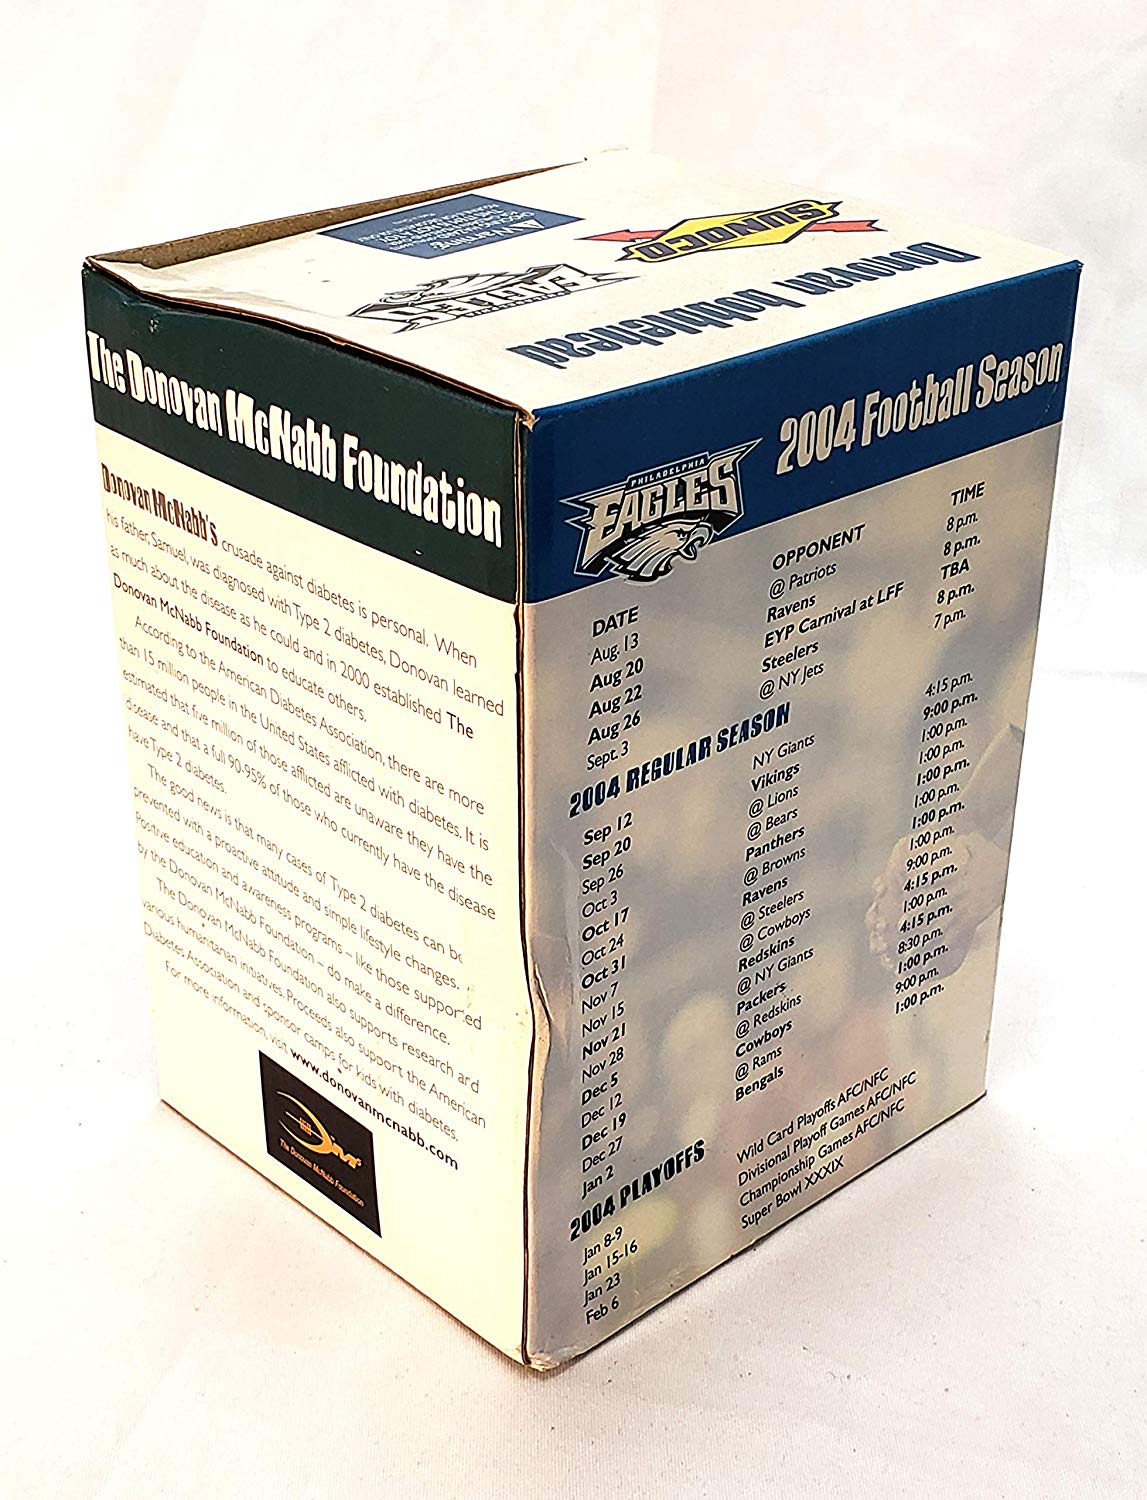 Warning
SUNOCO
PHILADELPHIA
EAGLES
Donovan bobblehead
The Donovan McNabb Foundation
Donovan McNabb's crusade against diabetes is personal. When
his father, Samuel, was diagnosed with Type 2 diabetes, Donovan learned
as much about the disease as he could and in 2000 established The
Donovan McNabb Foundation to educate others.
According to the American Diabetes Association, there are more
than 15 million people in the United States afflicted with diabetes. It is
estimated that five million of those afflicted are unaware they have the
disease and that a full 90-95% of those who currently have the disease
have Type 2 diabetes.
The good news is that many cases of Type 2 diabetes can be
prevented with a proactive attitude and simple lifestyle changes.
Positive education and awareness programs – like those supported
by the Donovan McNabb Foundation – do make a difference.
The Donovan McNabb Foundation also supports research and
various humanitarian initiatives. Proceeds also support the American
Diabetes Association and sponsor camps for kids with diabetes.
For more information, visit www.donovanmcnabb.com
The Donovan McNabb Foundation
2004 Football Season
PHILADELPHIA
EAGLES
DATE OPPONENT TIME
Aug. 13 @ Patriots 8 p.m.
Aug 20 Ravens 8 p.m.
Aug 22 EYP Carnival at LFF TBA
Aug 26 Steelers 8 p.m.
Sept. 3 @ NY Jets 7 p.m.
2004 REGULAR SEASON
Sep 12 NY Giants 4:15 p.m.
Sep 20 Vikings 9:00 p.m.
Sep 26 @ Lions 1:00 p.m.
Oct 3 @ Bears 1:00 p.m.
Oct 17 Panthers 1:00 p.m.
Oct 24 @ Browns 1:00 p.m.
Oct 31 Ravens 1:00 p.m.
Nov 7 @ Steelers 1:00 p.m.
Nov 15 @ Cowboys 9:00 p.m.
Nov 21 Redskins 4:15 p.m.
Nov 28 @ NY Giants 1:00 p.m.
Dec 5 Packers 4:15 p.m.
Dec 12 @ Redskins 8:30 p.m.
Dec 19 Cowboys 1:00 p.m.
Dec 27 @ Rams 9:00 p.m.
Jan 2 Bengals 1:00 p.m.
2004 PLAYOFFS
Jan 8-9 Wild Card Playoffs AFC/NFC
Jan 15-16 Divisional Playoff Games AFC/NFC
Jan 23 Championship Games AFC/NFC
Feb 6 Super Bowl XXXIX